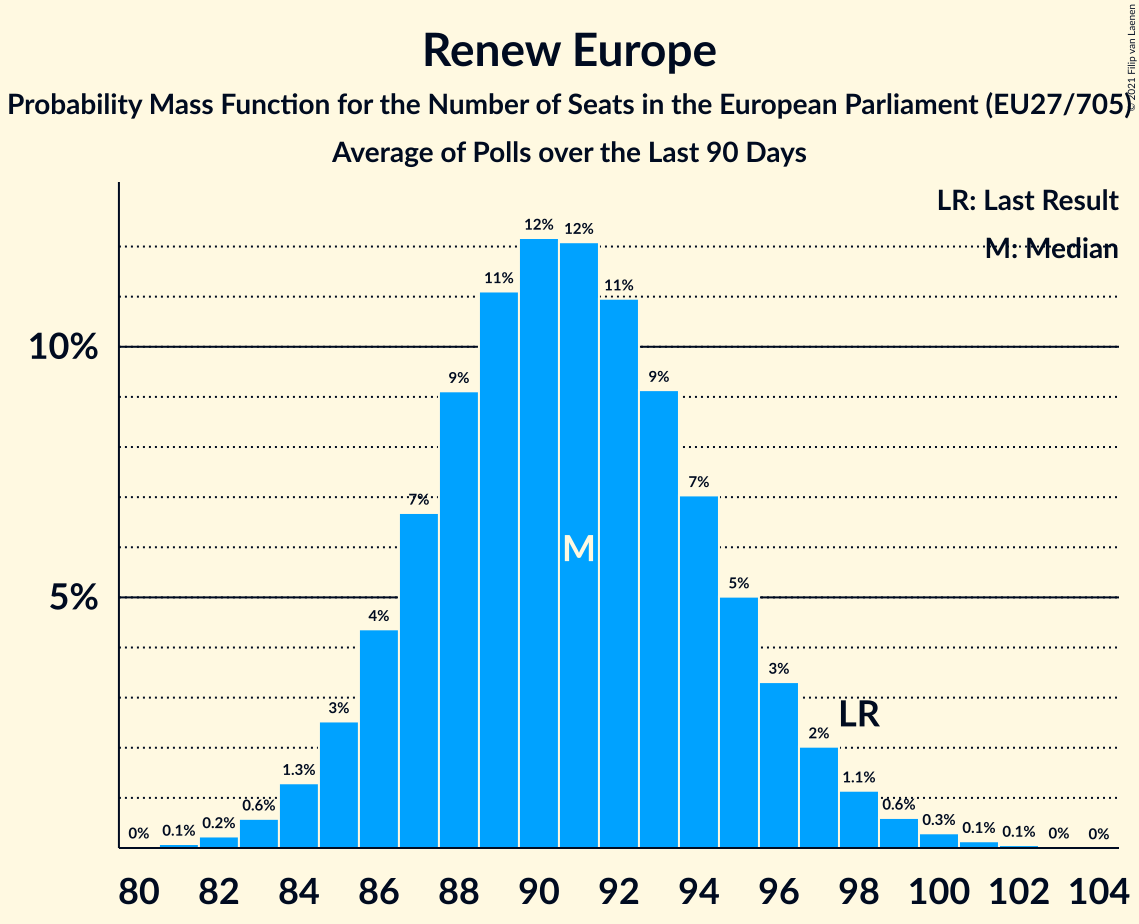 Renew Europe
Probability Mass Function for the Number of Seats in the European Parliament (EU27/705)
Average of Polls over the Last 90 Days
© 2021 Filip van Laenen
LR: Last Result
M: Median
10%
5%
0% 0.1% 0.2% 0.6% 1.3% 3% 4% 7% 9% 11% 12% 12% 11% 9% 7% 5% 3% 2% 1.1% 0.6% 0.3% 0.1% 0.1% 0% 0%
M
LR
80 82 84 86 88 90 92 94 96 98 100 102 104